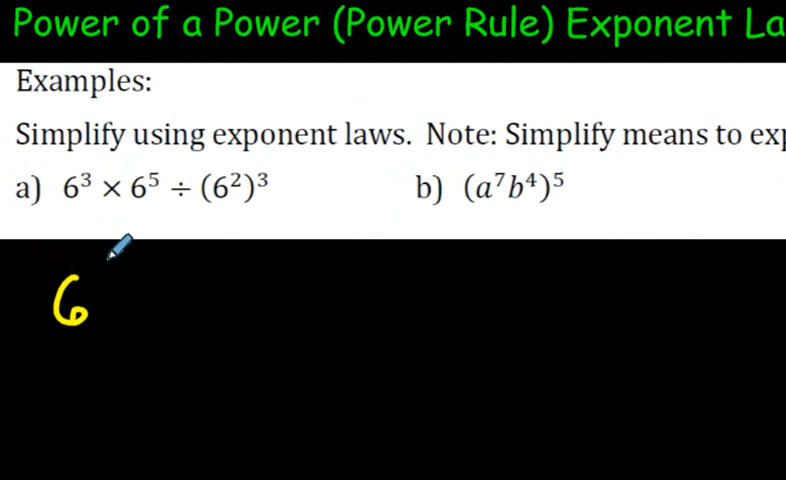 Power of a Power (Power Rule) Exponent La
Examples:
Simplify using exponent laws. Note: Simplify means to exp
a) 6³ × 6⁵ ÷ (6²)³ b) (a⁷b⁴)⁵
6